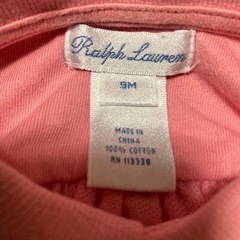 Ralph Lauren
9M
MADE IN
CHINA
100% COTTON
RN 113338